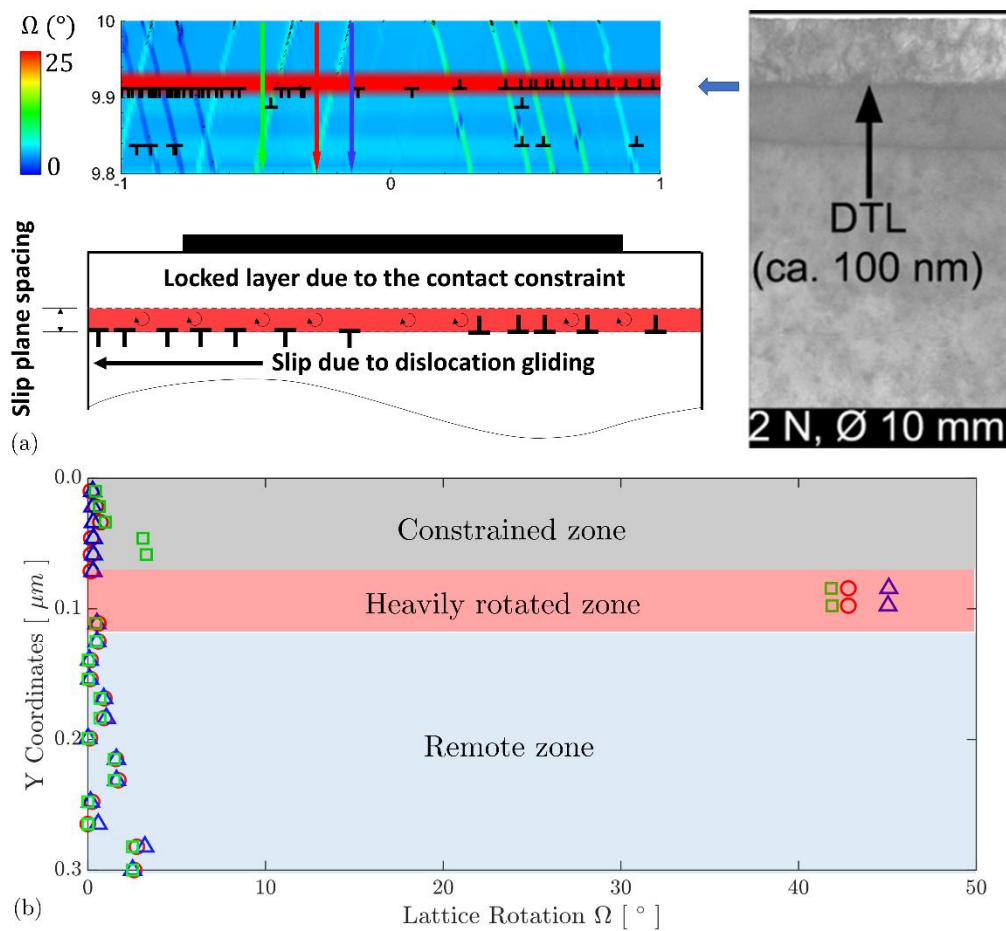 Ω (°)
25
0
10
9.9
9.8
-1
0
1
DTL
(ca. 100 nm)
2 N, Ø 10 mm
Locked layer due to the contact constraint
Slip plane spacing
Slip due to dislocation gliding
(a)
0.0
0.1
0.2
0.3
Y Coordinates [ μm ]
Constrained zone
Heavily rotated zone
Remote zone
0
10
20
30
40
50
Lattice Rotation Ω [ ° ]
(b)